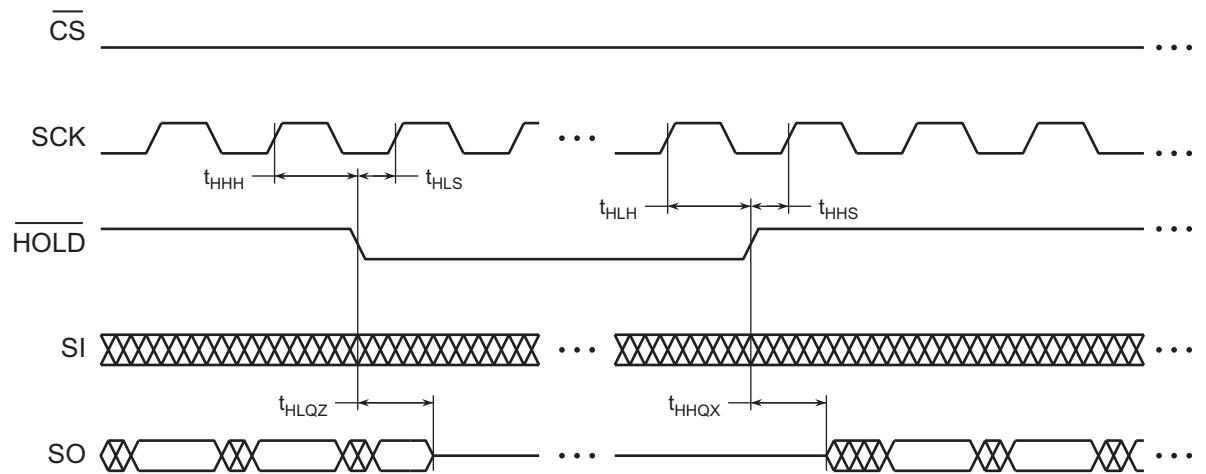 CS
SCK
tHHH
tHLS
tHLH
tHHS
HOLD
SI
tHLQZ
tHHQX
SO